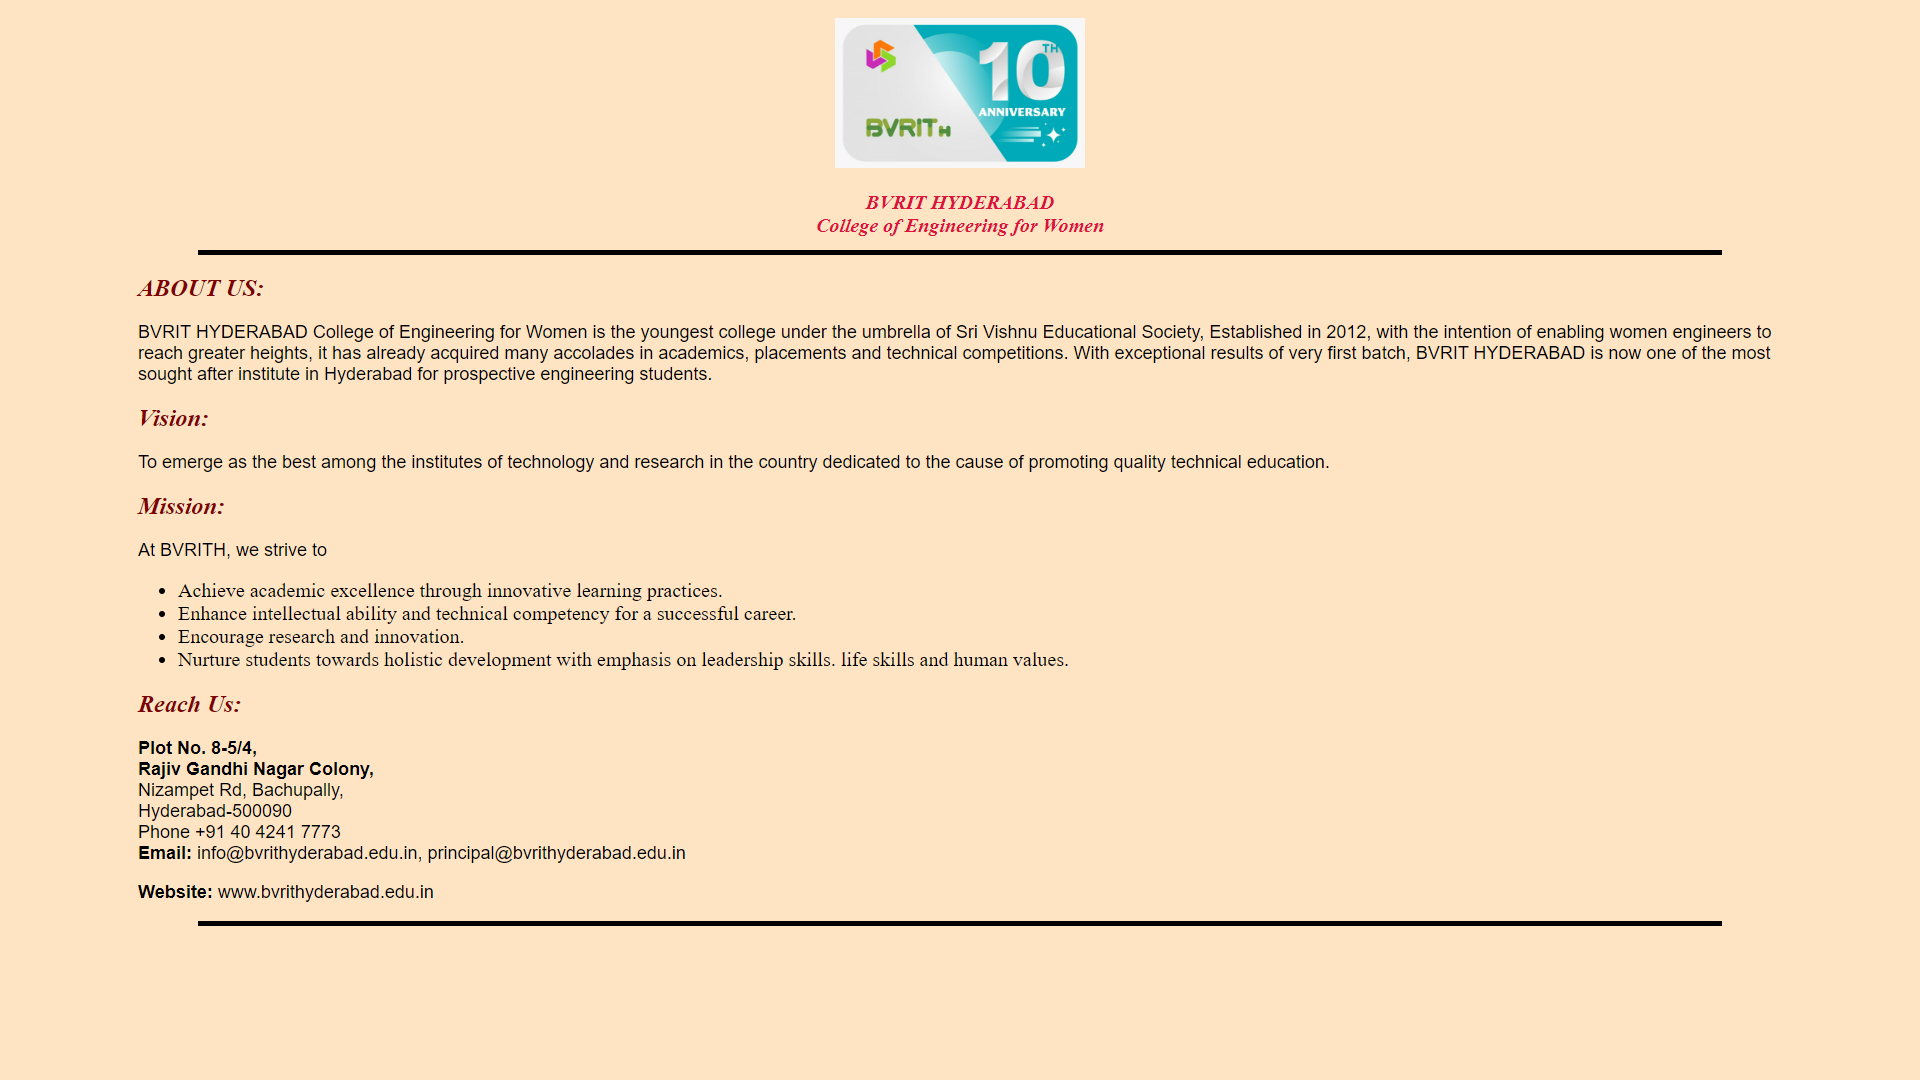 10TH
ANNIVERSARY
BVRITH
BVRIT HYDERABAD
College of Engineering for Women
ABOUT US:
BVRIT HYDERABAD College of Engineering for Women is the youngest college under the umbrella of Sri Vishnu Educational Society, Established in 2012, with the intention of enabling women engineers to
reach greater heights, it has already acquired many accolades in academics, placements and technical competitions. With exceptional results of very first batch, BVRIT HYDERABAD is now one of the most
sought after institute in Hyderabad for prospective engineering students.
Vision:
To emerge as the best among the institutes of technology and research in the country dedicated to the cause of promoting quality technical education.
Mission:
At BVRITH, we strive to
• Achieve academic excellence through innovative learning practices.
• Enhance intellectual ability and technical competency for a successful career.
• Encourage research and innovation.
• Nurture students towards holistic development with emphasis on leadership skills. life skills and human values.
Reach Us:
Plot No. 8-5/4,
Rajiv Gandhi Nagar Colony,
Nizampet Rd, Bachupally,
Hyderabad-500090
Phone +91 40 4241 7773
Email: info@bvrithyderabad.edu.in, principal@bvrithyderabad.edu.in
Website: www.bvrithyderabad.edu.in